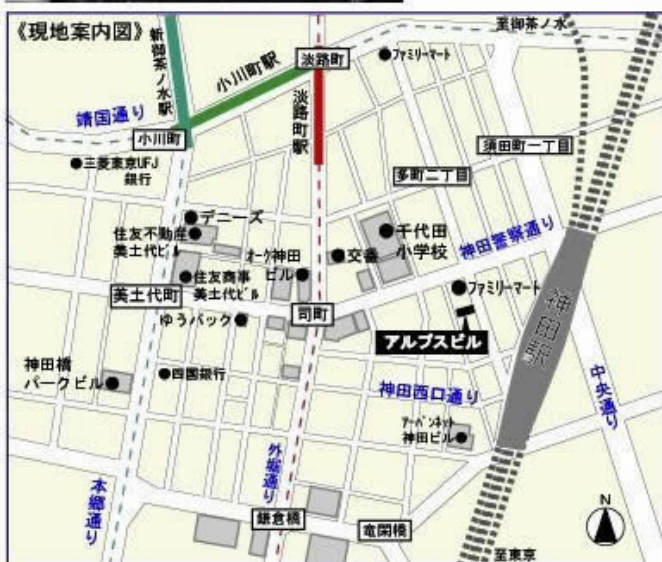 《現地案内図》
新御茶ノ水駅
小川町駅
淡路町
ファミリーマート
至御茶ノ水
靖国通り
小川町
淡路町駅
須田町一丁目
三菱東京UFJ
銀行
多町二丁目
デニーズ
住友不動産
美土代ビル
オーク神田
ビル
交番
千代田
小学校
神田警察通り
住友商事
美土代ビル
美土代町
司町
ファミリーマート
神田駅
ゆうパック
アルプスビル
神田橋
パークビル
四国銀行
神田西口通り
中央通り
アーバンネット
神田ビル
外堀通り
本郷通り
鎌倉橋
竜閑橋
N
至東京